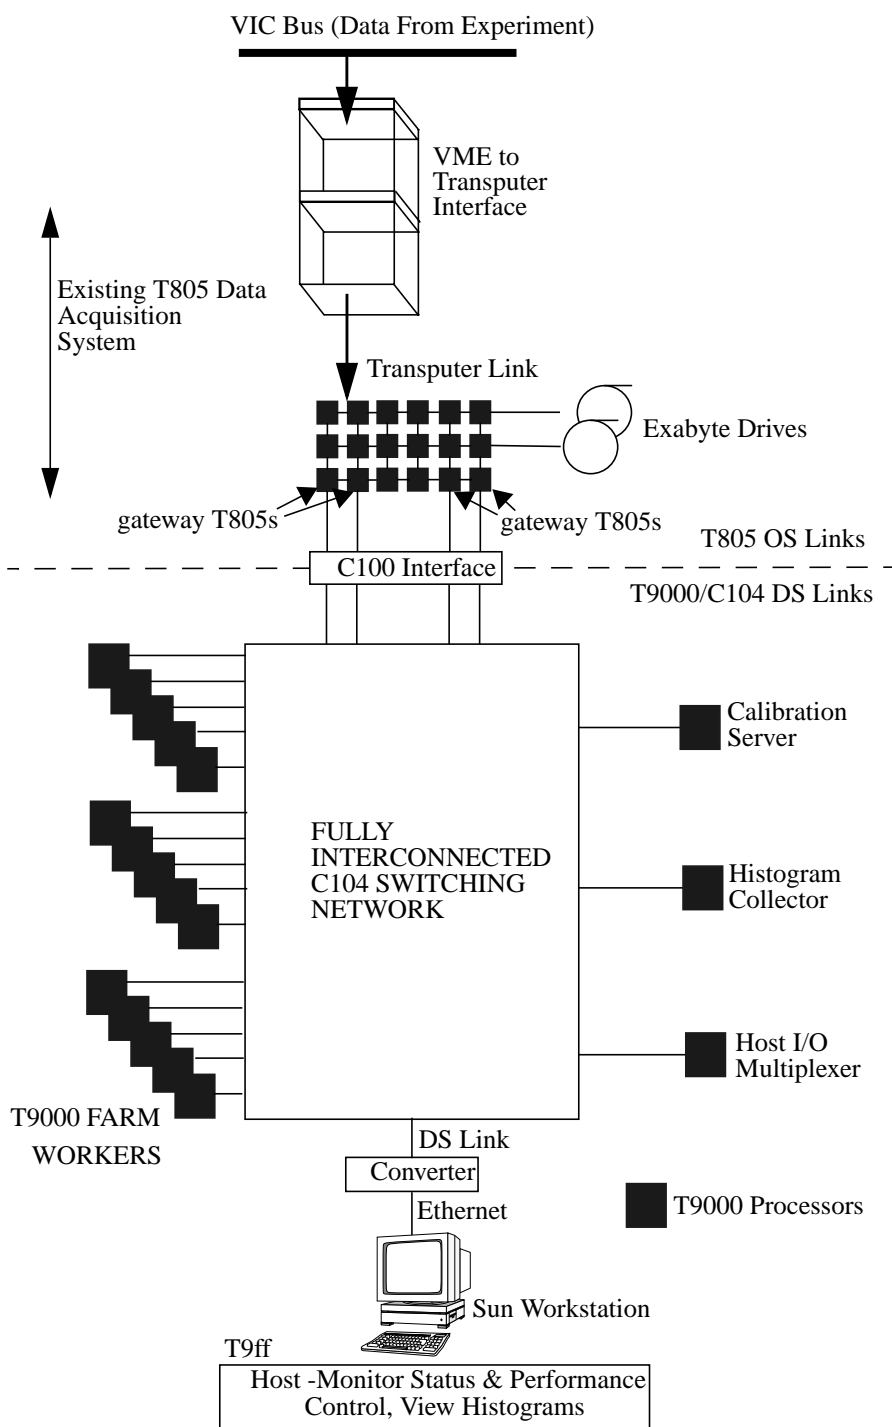 VIC Bus (Data From Experiment)
VME to
Transputer
Interface
Existing T805 Data
Acquisition
System
Transputer Link
Exabyte Drives
gateway T805s
gateway T805s
T805 OS Links
C100 Interface
T9000/C104 DS Links
Calibration
Server
FULLY
INTERCONNECTED
C104 SWITCHING
NETWORK
Histogram
Collector
Host I/O
Multiplexer
T9000 FARM
WORKERS
DS Link
Converter
Ethernet
T9000 Processors
Sun Workstation
T9ff
Host -Monitor Status & Performance
Control, View Histograms